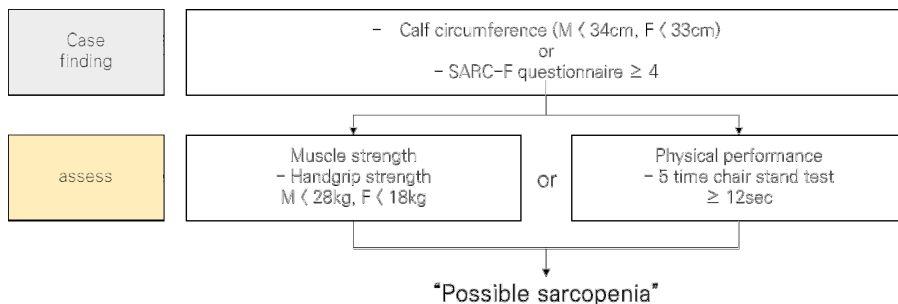 Case
finding
- Calf circumference (M < 34cm, F < 33cm)
or
- SARC-F questionnaire ≥ 4
assess
Muscle strength
- Handgrip strength
M < 28kg, F < 18kg
or
Physical performance
- 5 time chair stand test
≥ 12sec
"Possible sarcopenia"